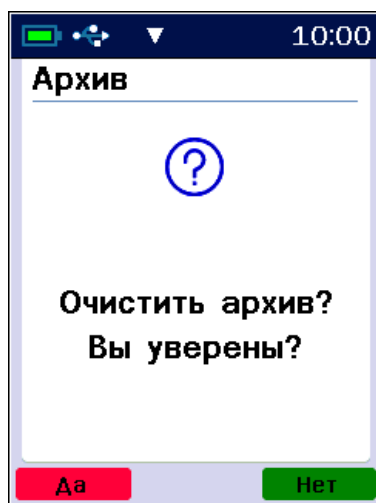 10:00
Архив
Очистить архив?
Вы уверены?
Да
Нет